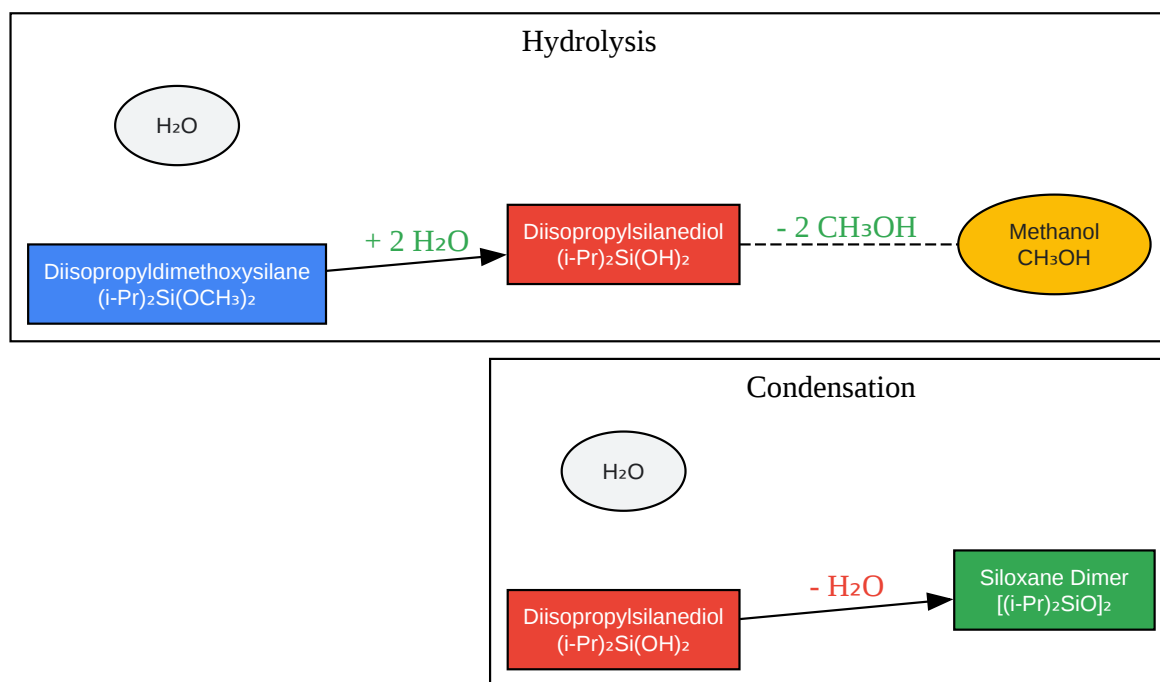 Hydrolysis
H₂O
+ 2 H₂O
Diisopropyldimethoxysilane
(i-Pr)₂Si(OCH₃)₂
Diisopropylsilanediol
(i-Pr)₂Si(OH)₂
- 2 CH₃OH
Methanol
CH₃OH
Condensation
H₂O
Diisopropylsilanediol
(i-Pr)₂Si(OH)₂
- H₂O
Siloxane Dimer
[(i-Pr)₂SiO]₂